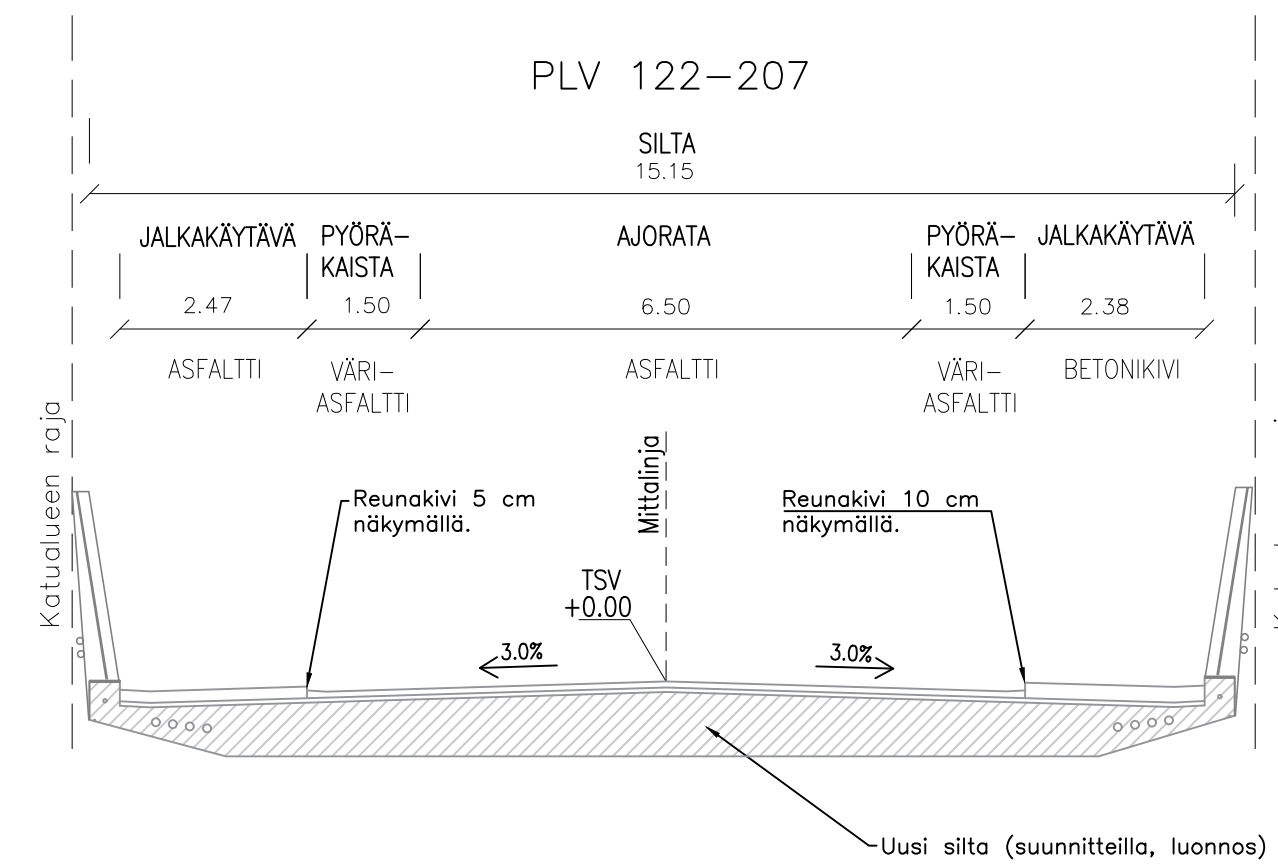 PLV 122-207
SILTA
15.15
JALKAKÄYTÄVÄ
PYÖRÄ-
KAISTA
AJORATA
PYÖRÄ-
KAISTA
JALKAKÄYTÄVÄ
2.47
1.50
6.50
1.50
2.38
ASFALTTI
VÄRI-
ASFALTTI
ASFALTTI
VÄRI-
ASFALTTI
BETONIKIVI
Katualueen raja
Reunakivi 5 cm
näkymällä.
Mittalinja
Reunakivi 10 cm
näkymällä.
TSV
+0.00
3.0%
3.0%
Uusi silta (suunnitteilla, luonnos)